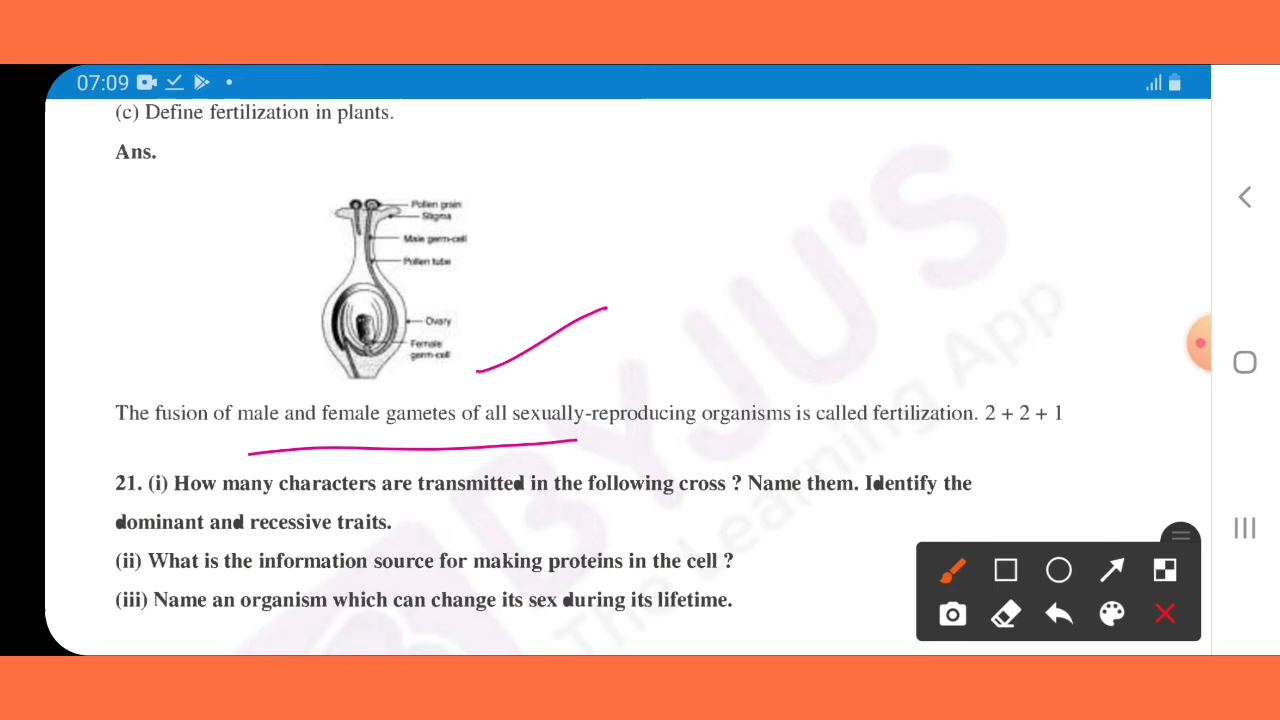 07:09
(c) Define fertilization in plants.
Ans.
Pollen grain
Stigma
Male germ-cell
Pollen tube
Ovary
Female
germ-cell
The fusion of male and female gametes of all sexually-reproducing organisms is called fertilization. 2 + 2 + 1
21. (i) How many characters are transmitted in the following cross ? Name them. Identify the
dominant and recessive traits.
(ii) What is the information source for making proteins in the cell ?
(iii) Name an organism which can change its sex during its lifetime.
BYJU'S
The Learning App